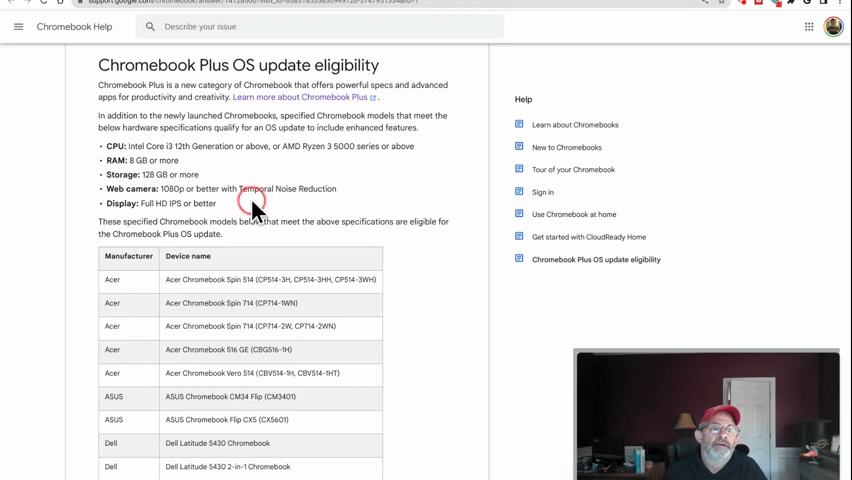 Chromebook Help
Describe your issue
Chromebook Plus OS update eligibility
Chromebook Plus is a new category of Chromebook that offers powerful specs and advanced
apps for productivity and creativity. Learn more about Chromebook Plus .
In addition to the newly launched Chromebooks, specified Chromebook models that meet the
below hardware specifications qualify for an OS update to include enhanced features.
• CPU: Intel Core i3 12th Generation or above, or AMD Ryzen 3 5000 series or above
• RAM: 8 GB or more
• Storage: 128 GB or more
• Web camera: 1080p or better with Temporal Noise Reduction
• Display: Full HD IPS or better
These specified Chromebook models below that meet the above specifications are eligible for
the Chromebook Plus OS update.
Manufacturer Device name
Acer Acer Chromebook Spin 514 (CP514-3H, CP514-3HH, CP514-3WH)
Acer Acer Chromebook Spin 714 (CP714-1WN)
Acer Acer Chromebook Spin 714 (CP714-2W, CP714-2WN)
Acer Acer Chromebook 516 GE (CBG516-1H)
Acer Acer Chromebook Vero 514 (CBV514-1H, CBV514-1HT)
ASUS ASUS Chromebook CM34 Flip (CM3401)
ASUS ASUS Chromebook Flip CX5 (CX5601)
Dell Dell Latitude 5430 Chromebook
Dell Dell Latitude 5430 2-in-1 Chromebook
Help
Learn about Chromebooks
New to Chromebooks
Tour of your Chromebook
Sign in
Use Chromebook at home
Get started with CloudReady Home
Chromebook Plus OS update eligibility